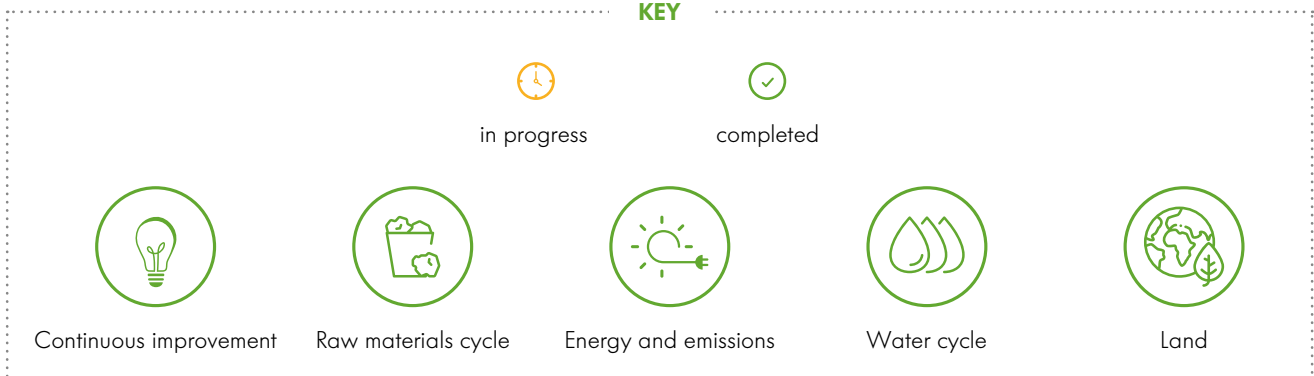 KEY
in progress
completed
Continuous improvement
Raw materials cycle
Energy and emissions
Water cycle
Land